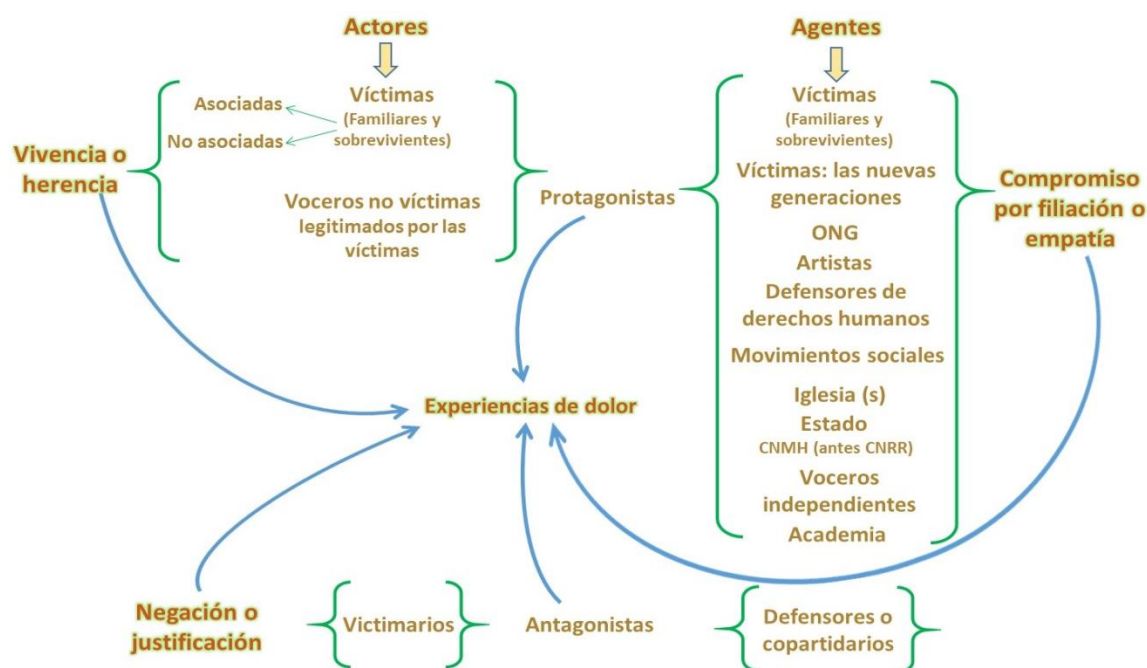 Actores
Agentes
Asociadas
No asociadas
Víctimas
(Familiares y
sobrevivientes)
Vivencia o
herencia
Voceros no víctimas
legitimados por las
víctimas
Protagonistas
Víctimas
(Familiares y
sobrevivientes)
Víctimas: las nuevas
generaciones
ONG
Artistas
Defensores de
derechos humanos
Movimientos sociales
Iglesia (s)
Estado
CNMH (antes CNRR)
Voceros
independientes
Academia
Compromiso
por filiación o
empatía
Experiencias de dolor
Negación o
justificación
Victimarios
Antagonistas
Defensores o
copartidarios